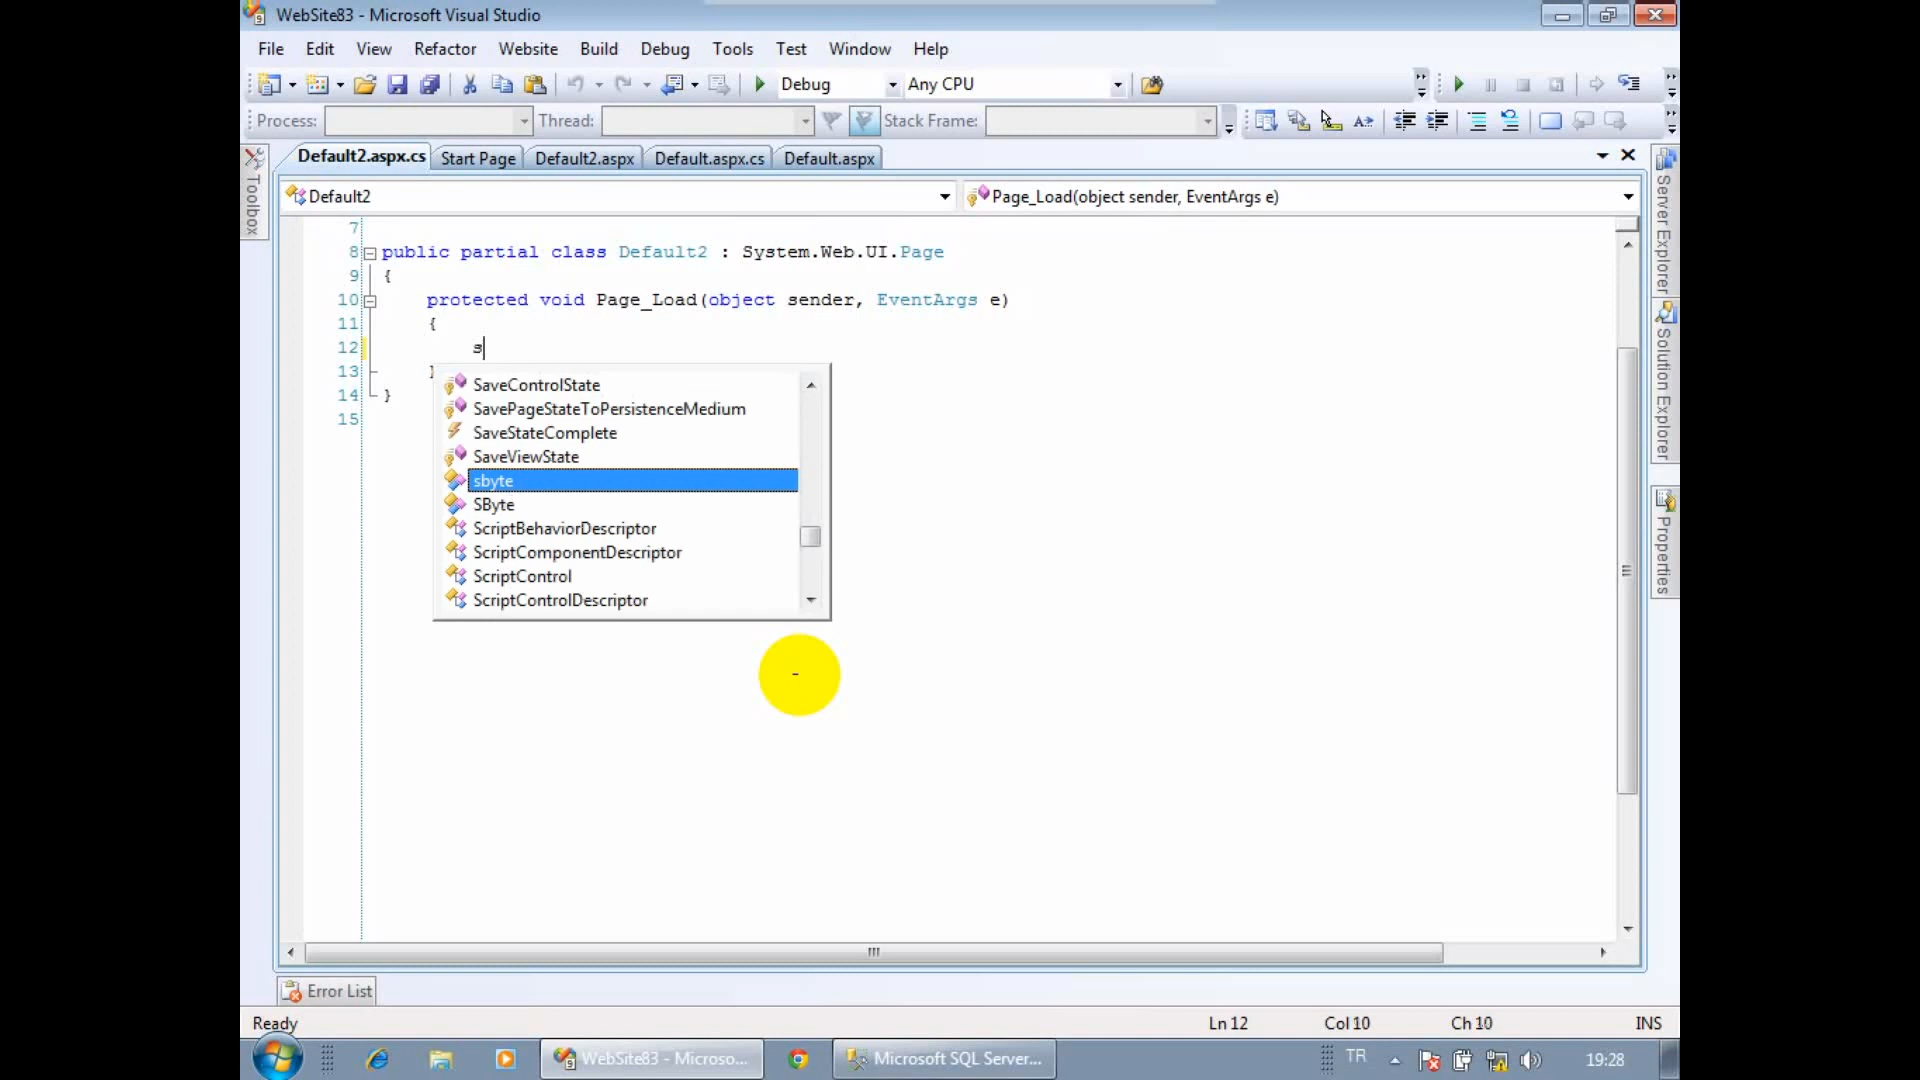 WebSite83 - Microsoft Visual Studio
File Edit View Refactor Website Build Debug Tools Test Window Help
Debug Any CPU
Process: Thread: Stack Frame:
Default2.aspx.cs Start Page Default2.aspx Default.aspx.cs Default.aspx
Toolbox
Default2 Page_Load(object sender, EventArgs e)
7
8 public partial class Default2 : System.Web.UI.Page
9 {
10 protected void Page_Load(object sender, EventArgs e)
11 {
12 s
13 }
14 }
15
SaveControlState
SavePageStateToPersistenceMedium
SaveStateComplete
SaveViewState
sbyte
SByte
ScriptBehaviorDescriptor
ScriptComponentDescriptor
ScriptControl
ScriptControlDescriptor
Server Explorer
Solution Explorer
Properties
Error List
Ready Ln 12 Col 10 Ch 10 INS
WebSite83 - Microso... Microsoft SQL Server... TR 19:28